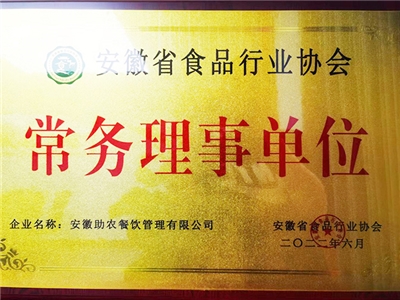 安徽省食品行业协会
常务理事单位
企业名称：安徽助农餐饮管理有限公司
安徽省食品行业协会
二〇二二年六月